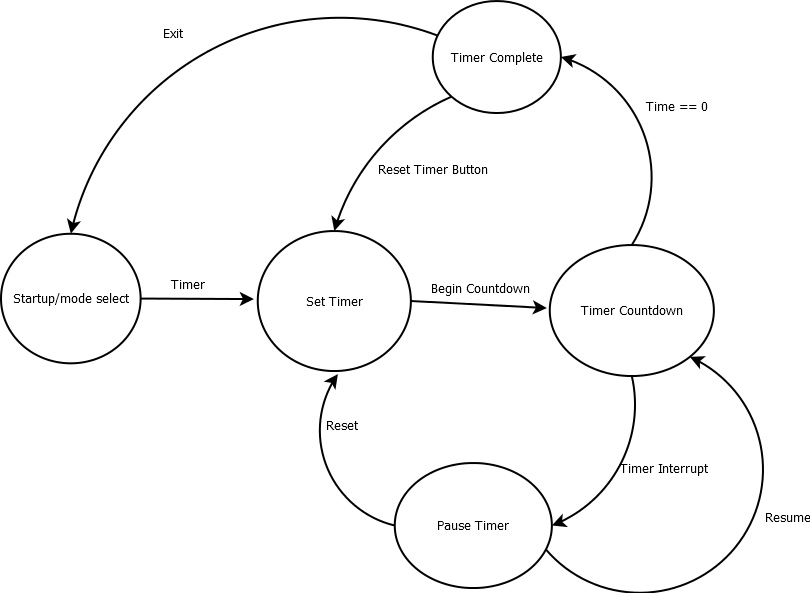 Exit
Timer Complete
Time == 0
Reset Timer Button
Timer
Begin Countdown
Startup/mode select
Set Timer
Timer Countdown
Reset
Timer Interrupt
Resume
Pause Timer